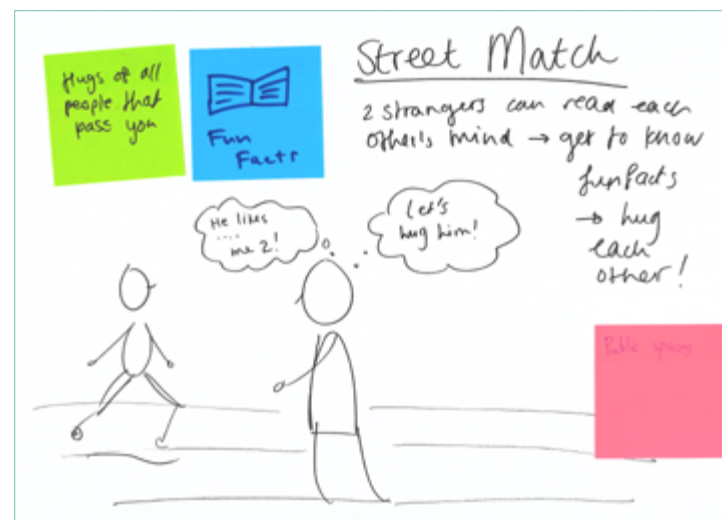 Hugs of all
people that
pass you
Fun
Facts
Street Match
2 strangers can read each
other's mind → get to know
funfacts
→ hug
each
other!
He likes
....
me 2!
Let's
hug him!
Public spaces